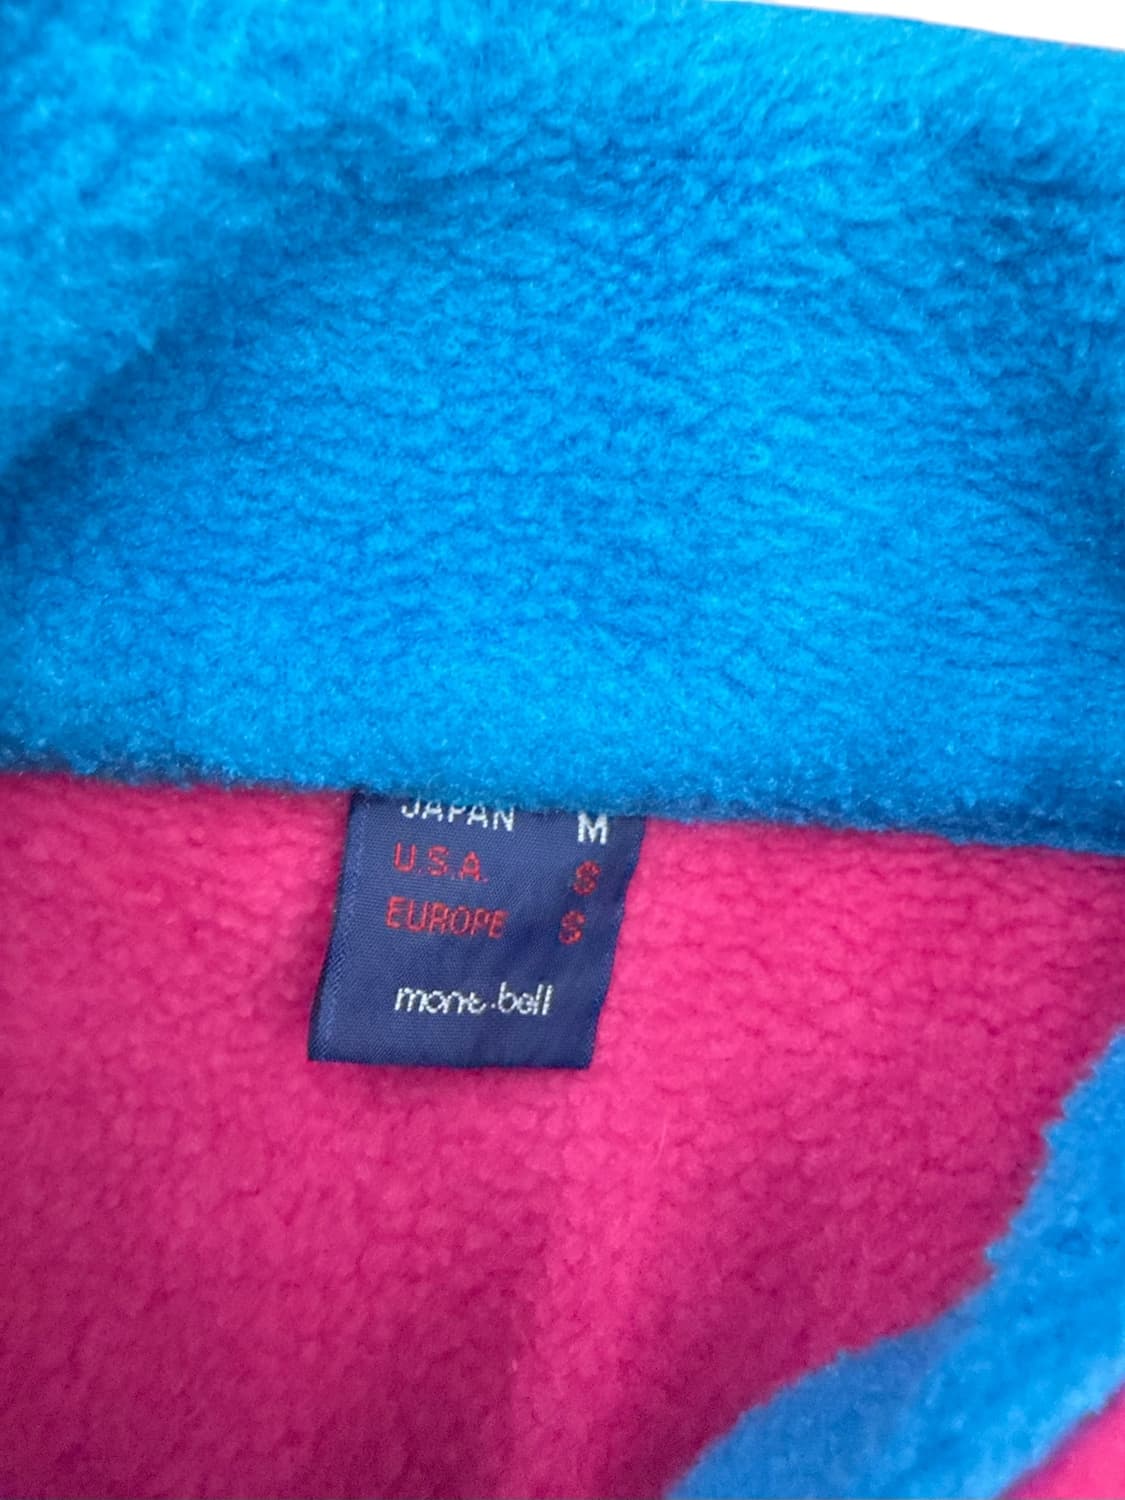 JAPAN M
U.S.A. S
EUROPE S
mont-bell